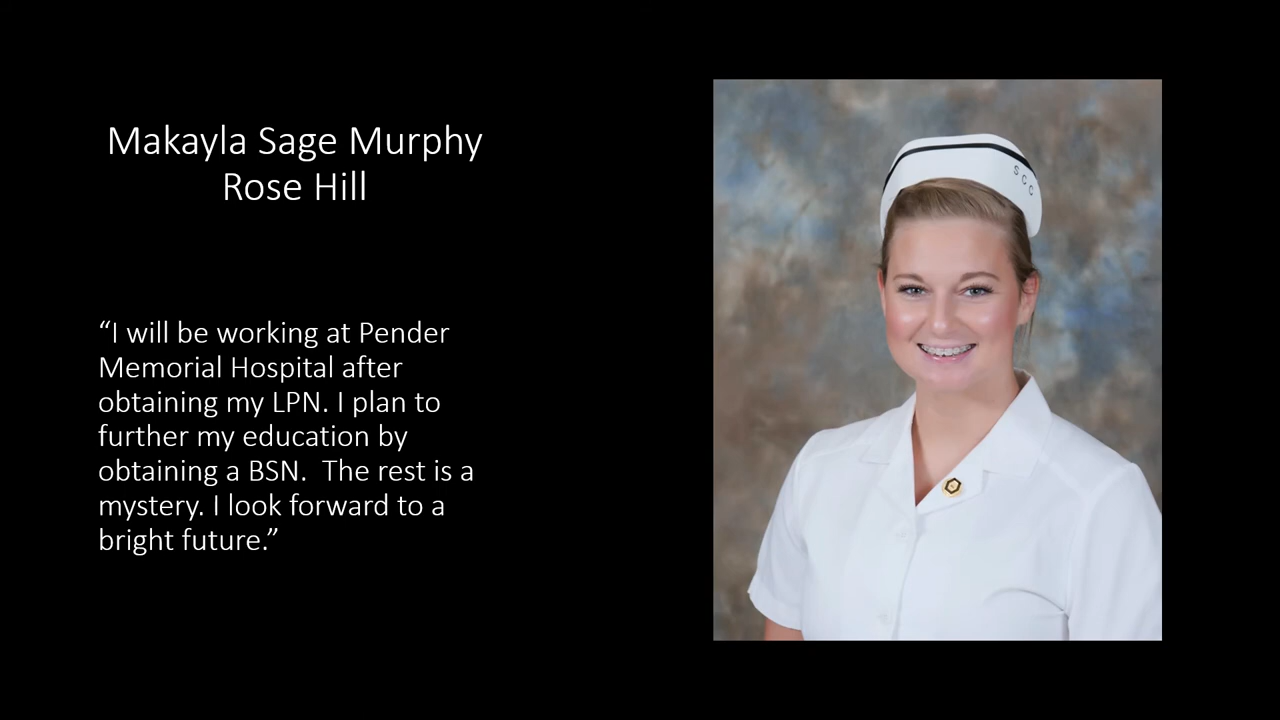 Makayla Sage Murphy
Rose Hill
“I will be working at Pender
Memorial Hospital after
obtaining my LPN. I plan to
further my education by
obtaining a BSN.  The rest is a
mystery. I look forward to a
bright future.”
SCC